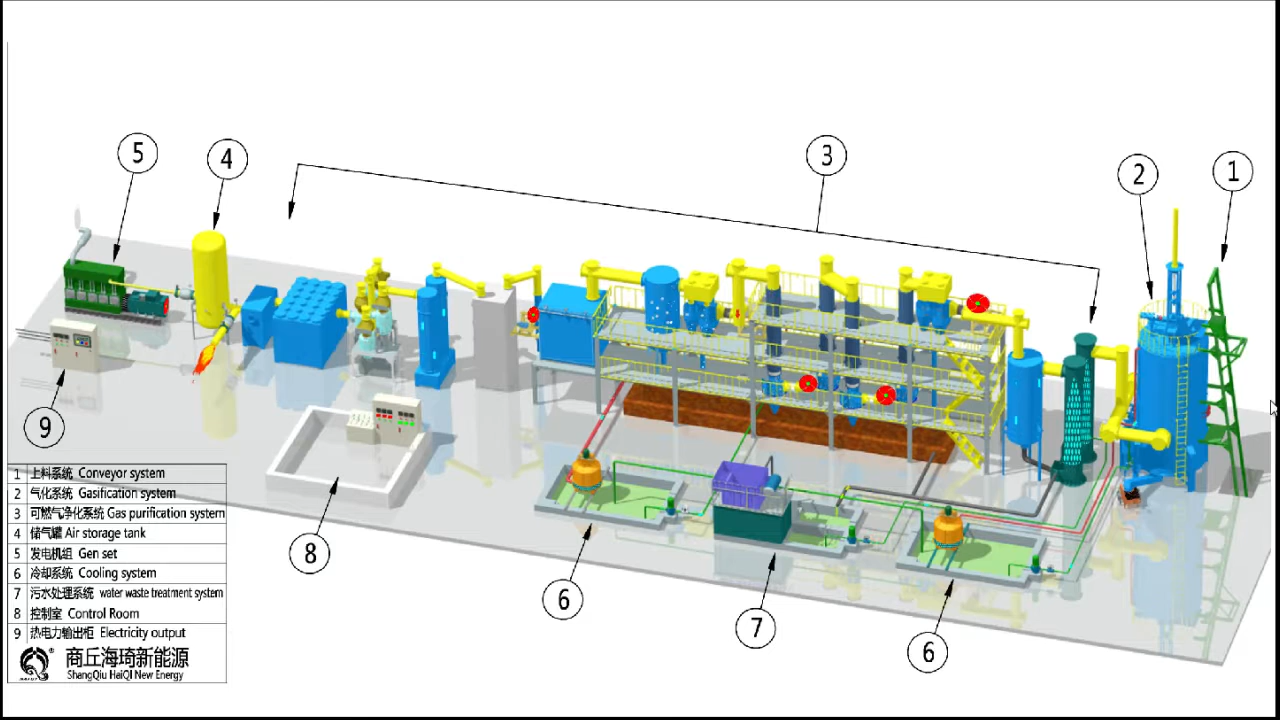 5
4
3
2
1
9
8
6
7
6
1 上料系统 Conveyor system
2 气化系统 Gasification system
3 可燃气净化系统 Gas purification system
4 储气罐 Air storage tank
5 发电机组 Gen set
6 冷却系统 Cooling system
7 污水处理系统 water waste treatment system
8 控制室 Control Room
9 热电力输出柜 Electricity output
商丘海琦新能源
ShangQiu HaiQI New Energy